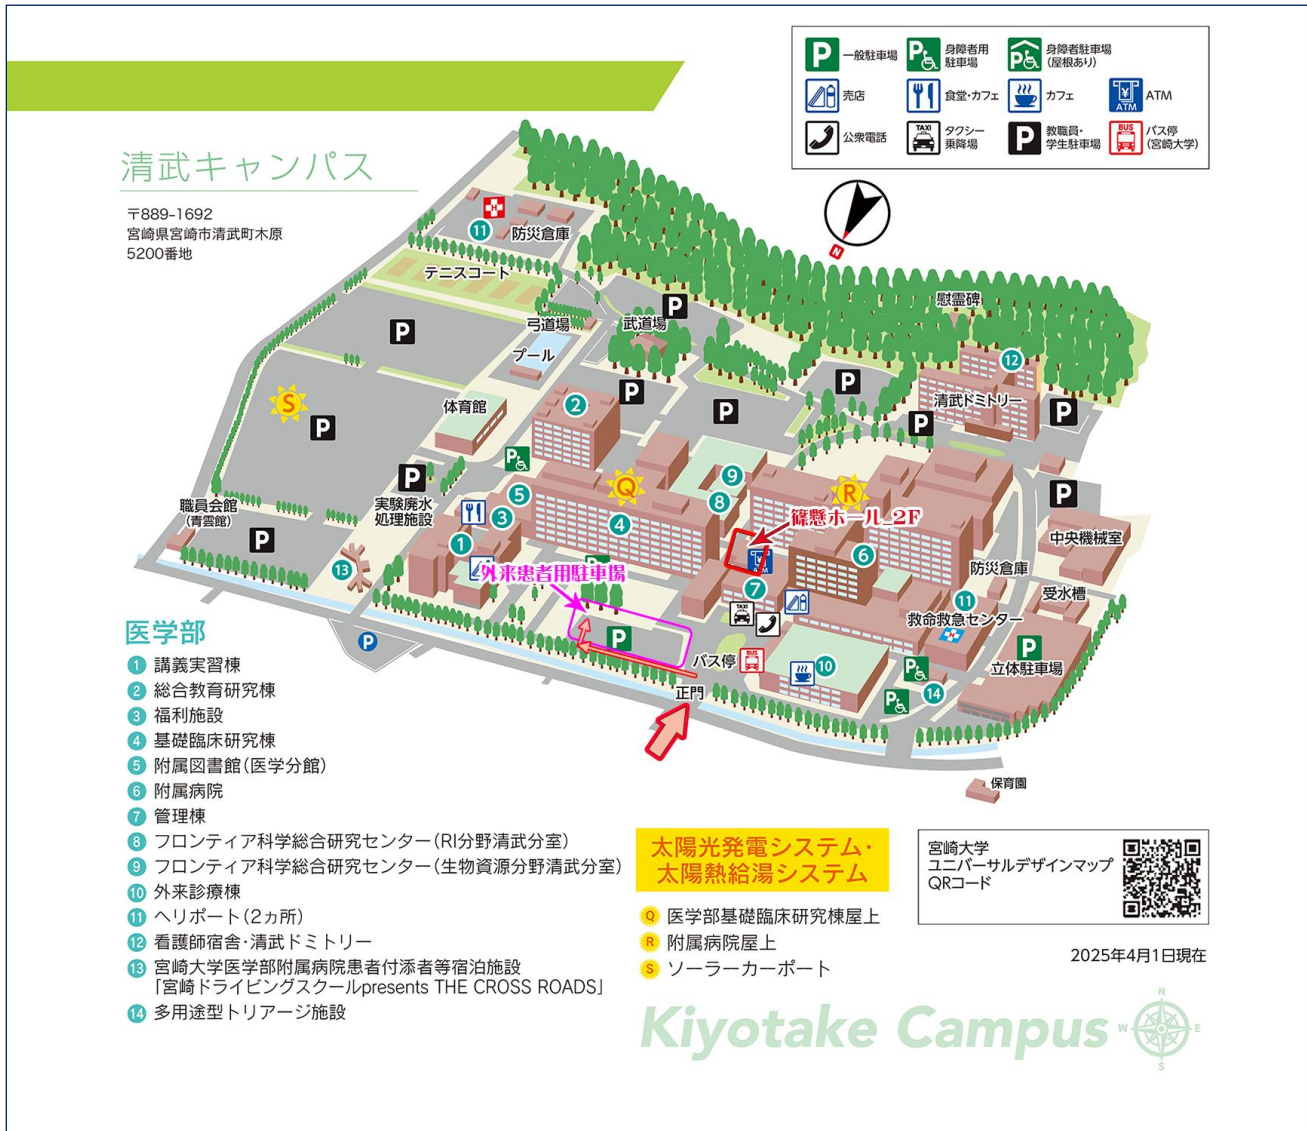 一般駐車場
身障者用
駐車場
身障者駐車場
(屋根あり)
売店
食堂・カフェ
カフェ
ATM
ATM
公衆電話
TAXI
タクシー
乗降場
教職員・
学生駐車場
BUS
バス停
(宮崎大学)
清武キャンパス
〒889-1692
宮崎県宮崎市清武町木原
5200番地
N
H
11
防災倉庫
テニスコート
慰霊碑
弓道場
武道場
P
プール
P
12
清武ドミトリー
S
P
体育館
2
P
P
P
P
P
P
実験廃水
処理施設
5
Q
9
8
R
P
職員会館
(青雲館)
P
3
4
篠懸ホール_2F
中央機械室
1
6
13
外来患者用駐車場
ATM
7
防災倉庫
11
受水槽
救命救急センター
TAXI
P
P
P
バス停
BUS
10
立体駐車場
14
正門
保育園
医学部
1 講義実習棟
2 総合教育研究棟
3 福利施設
4 基礎臨床研究棟
5 附属図書館(医学分館)
6 附属病院
7 管理棟
8 フロンティア科学総合研究センター(RI分野清武分室)
9 フロンティア科学総合研究センター(生物資源分野清武分室)
10 外来診療棟
11 ヘリポート(2ヵ所)
12 看護師宿舎・清武ドミトリー
13 宮崎大学医学部附属病院患者付添者等宿泊施設
「宮崎ドライビングスクールpresents THE CROSS ROADS」
14 多用途型トリアージ施設
太陽光発電システム・
太陽熱給湯システム
Q 医学部基礎臨床研究棟屋上
R 附属病院屋上
S ソーラーカーポート
宮崎大学
ユニバーサルデザインマップ
QRコード
2025年4月1日現在
Kiyotake Campus
N
W
E
S